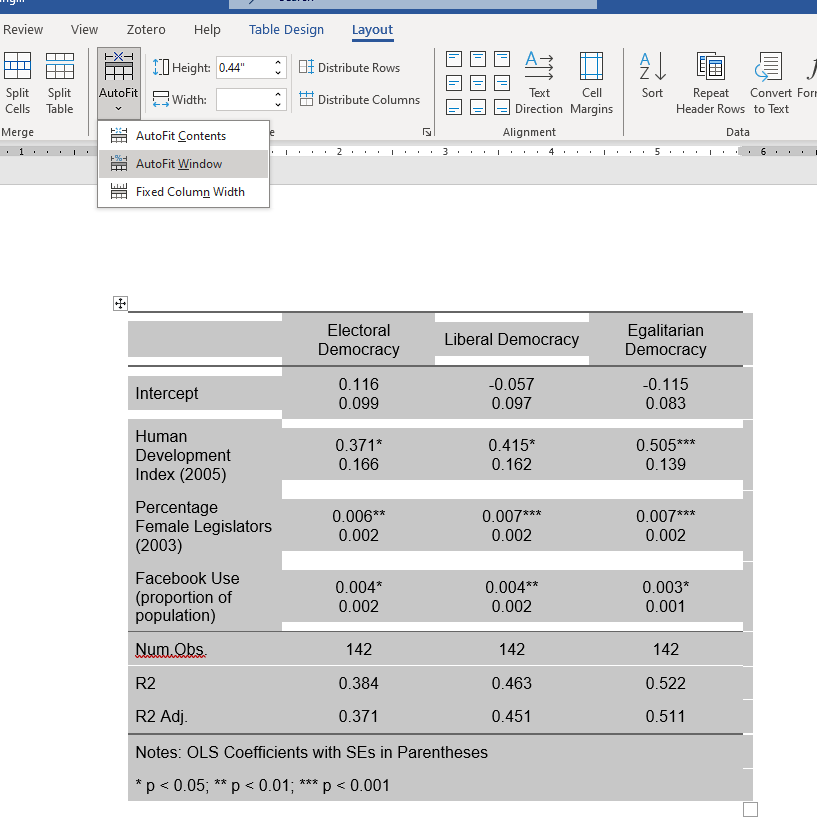 Review View Zotero Help Table Design Layout
Split Cells Split Table AutoFit Height: 0.44" Distribute Rows
Width: Distribute Columns
Text Direction Cell Margins Sort Repeat Header Rows Convert to Text
Merge Alignment Data
AutoFit Contents
AutoFit Window
Fixed Column Width
1 2 3 4 5 6
Electoral Democracy Liberal Democracy Egalitarian Democracy
Intercept 0.116 -0.057 -0.115
0.099 0.097 0.083
Human Development Index (2005) 0.371* 0.415* 0.505***
0.166 0.162 0.139
Percentage Female Legislators (2003) 0.006** 0.007*** 0.007***
0.002 0.002 0.002
Facebook Use (proportion of population) 0.004* 0.004** 0.003*
0.002 0.002 0.001
Num.Obs. 142 142 142
R2 0.384 0.463 0.522
R2 Adj. 0.371 0.451 0.511
Notes: OLS Coefficients with SEs in Parentheses
* p < 0.05; ** p < 0.01; *** p < 0.001